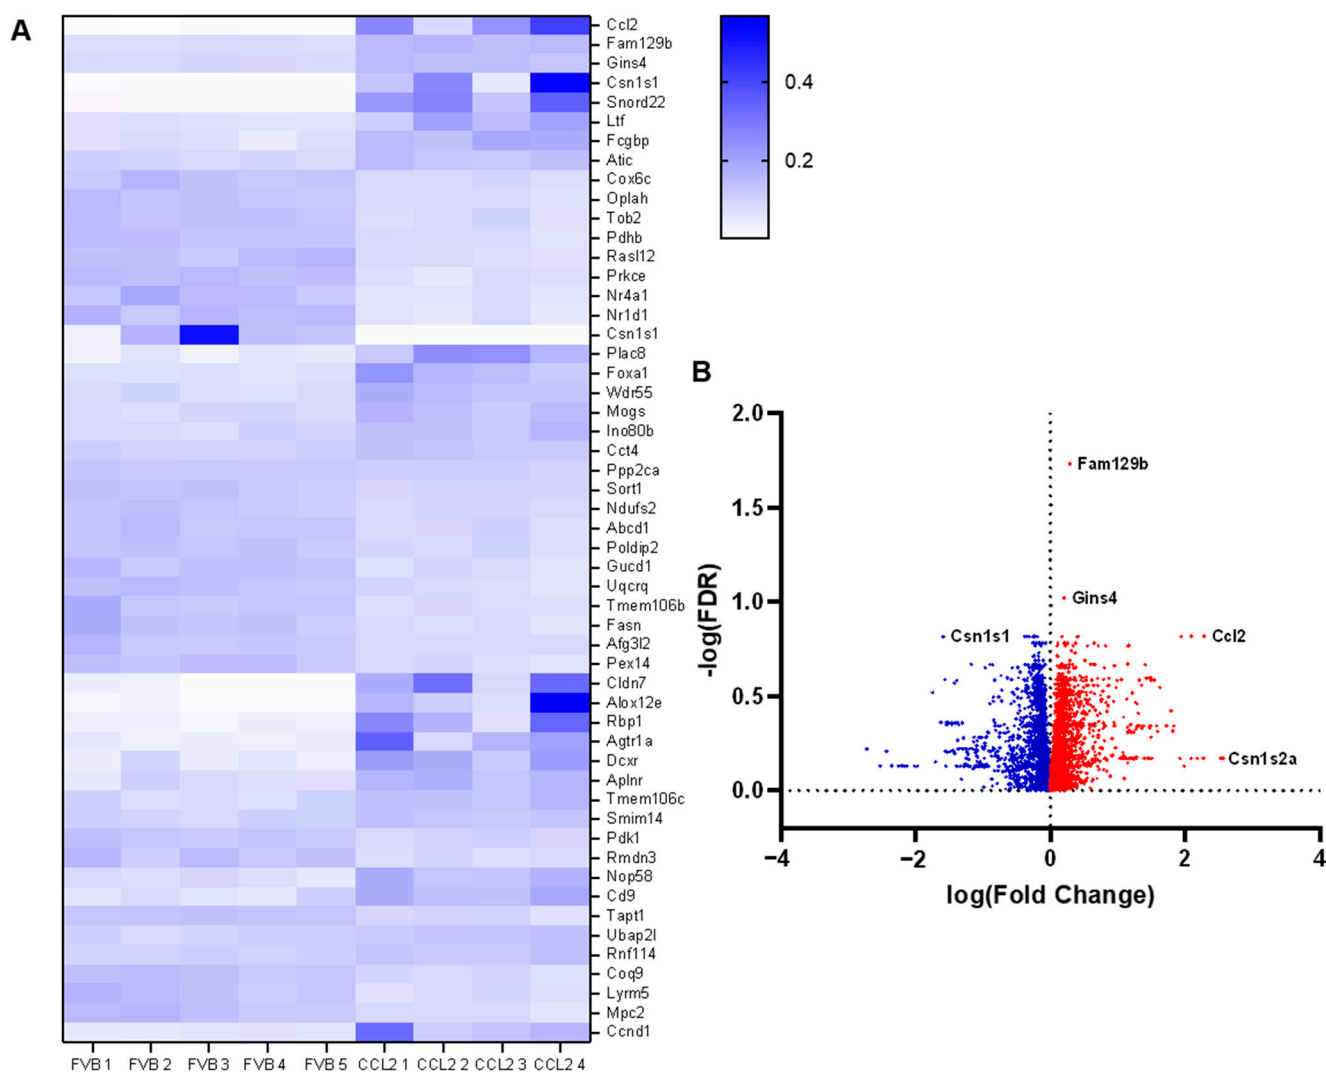 A
Ccl2
Fam129b
Gins4
Csn1s1
Snord22
Ltf
Fcgbp
Atic
Cox6c
Oplah
Tob2
Pdhb
Rasl12
Prkce
Nr4a1
Nr1d1
Csn1s1
Plac8
Foxa1
Wdr55
Mogs
Ino80b
Cct4
Ppp2ca
Sort1
Ndufs2
Abcd1
Poldip2
Gucd1
Uqcrq
Tmem106b
Fasn
Afg3l2
Pex14
Cldn7
Alox12e
Rbp1
Agtr1a
Dcxr
Aplnr
Tmem106c
Smim14
Pdk1
Rmdn3
Nop58
Cd9
Tapt1
Ubap2l
Rnf114
Coq9
Lyrm5
Mpc2
Ccnd1
FVB 1 FVB 2 FVB 3 FVB 4 FVB 5 CCL2 1 CCL2 2 CCL2 3 CCL2 4
0.4
0.2
B
2.0
1.5
1.0
0.5
0.0
-log(FDR)
Fam129b
Gins4
Csn1s1
Ccl2
Csn1s2a
−4 −2 0 2 4
log(Fold Change)